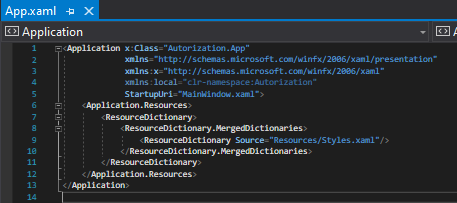 App.xaml
Application
App
1 <Application x:Class="Autorization.App"
2 xmlns="http://schemas.microsoft.com/winfx/2006/xaml/presentation"
3 xmlns:x="http://schemas.microsoft.com/winfx/2006/xaml"
4 xmlns:local="clr-namespace:Autorization"
5 StartupUri="MainWindow.xaml">
6 <Application.Resources>
7 <ResourceDictionary>
8 <ResourceDictionary.MergedDictionaries>
9 <ResourceDictionary Source="Resources/Styles.xaml"/>
10 </ResourceDictionary.MergedDictionaries>
11 </ResourceDictionary>
12 </Application.Resources>
13 </Application>
14